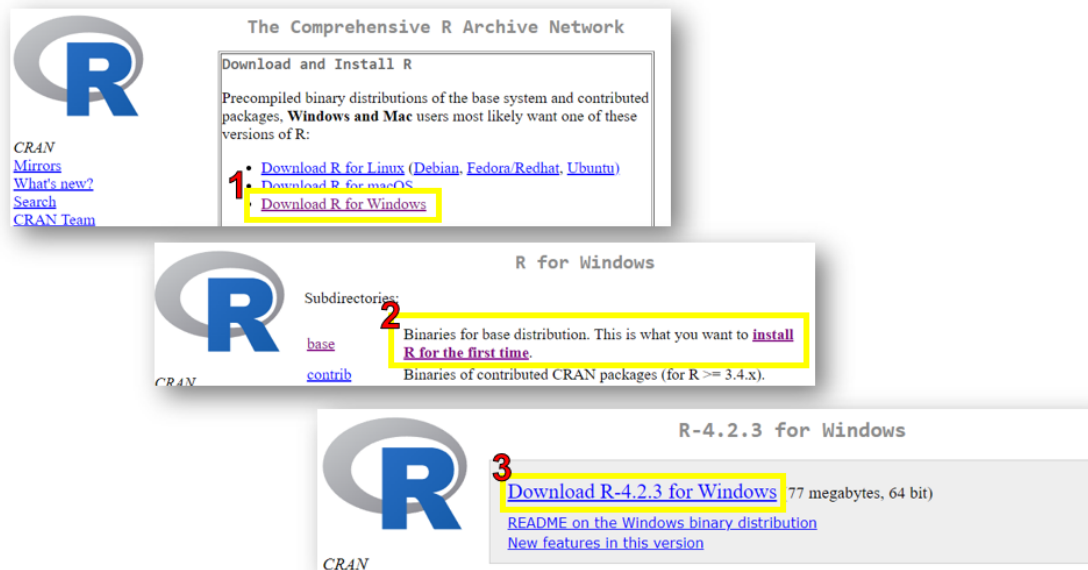 The Comprehensive R Archive Network
R
Download and Install R
Precompiled binary distributions of the base system and contributed
packages, Windows and Mac users most likely want one of these
versions of R:
CRAN
Mirrors
What's new?
Search
CRAN Team
• Download R for Linux (Debian, Fedora/Redhat, Ubuntu)
1
• Download R for macOS
• Download R for Windows
R for Windows
R
Subdirectories:
2
base
Binaries for base distribution. This is what you want to install
R for the first time.
contrib
Binaries of contributed CRAN packages (for R >= 3.4.x).
CRAN
R-4.2.3 for Windows
R
3
Download R-4.2.3 for Windows (77 megabytes, 64 bit)
README on the Windows binary distribution
New features in this version
CRAN